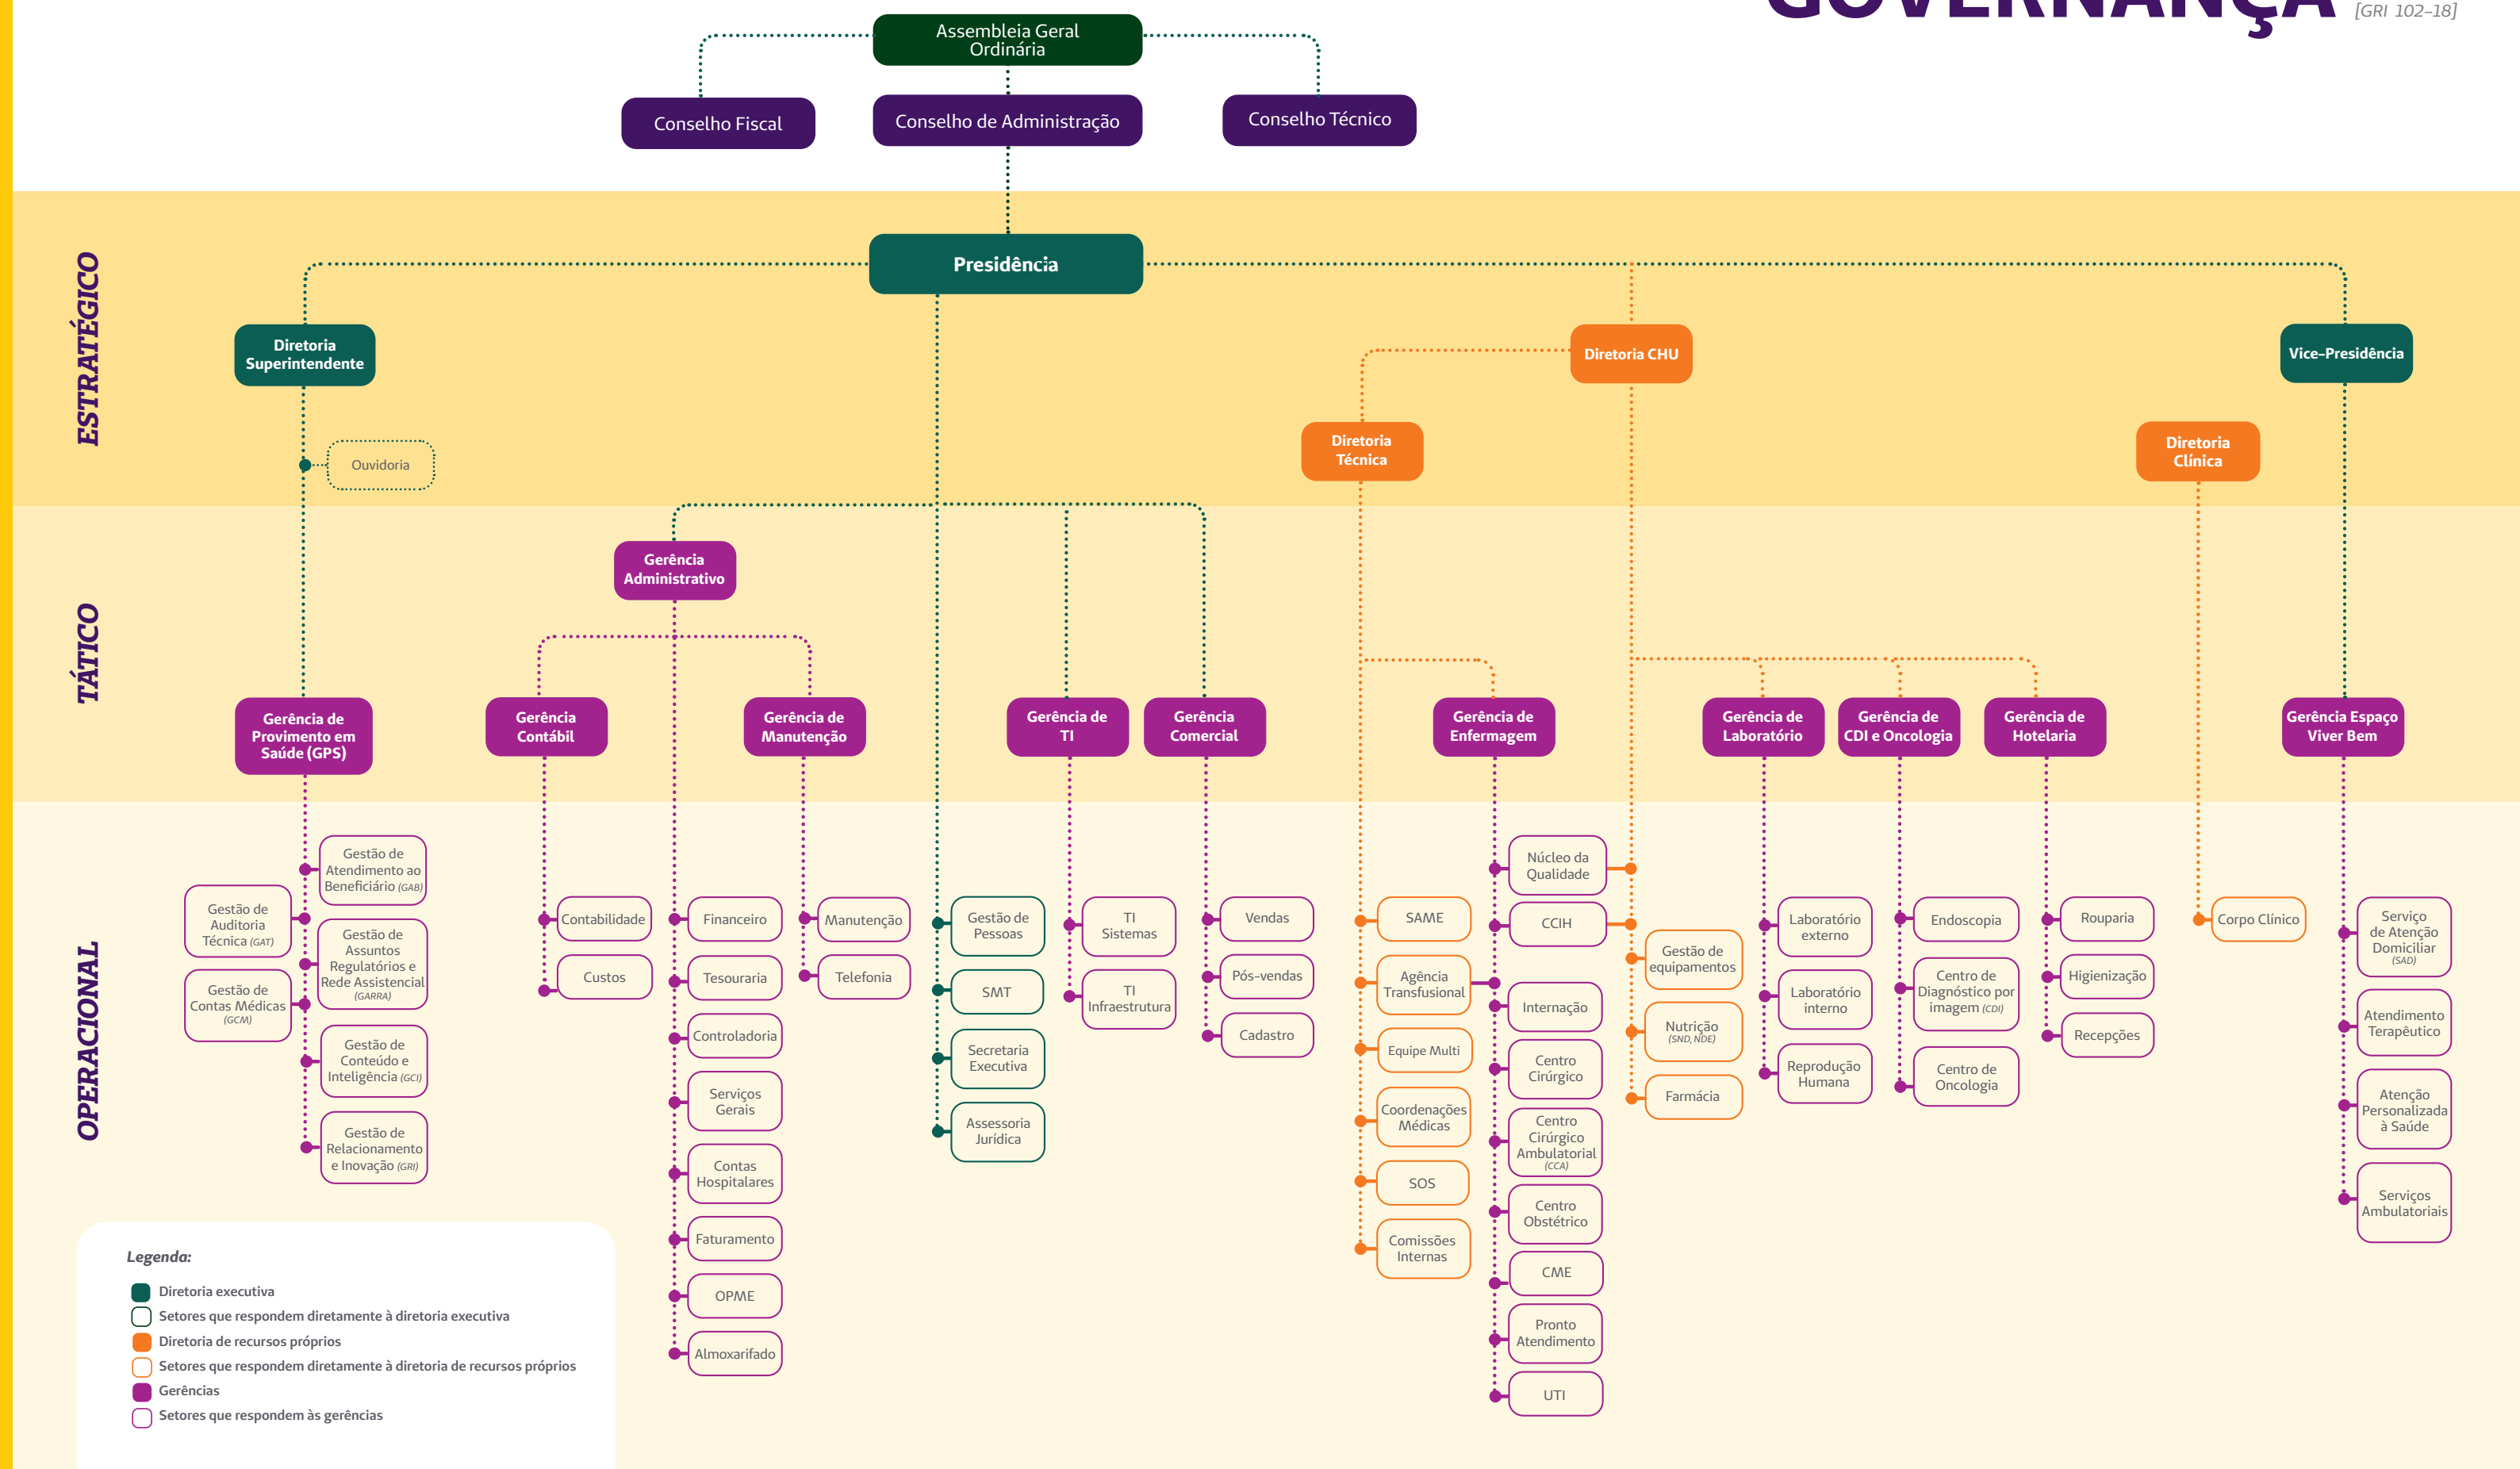 GOVERNANÇA
[GRI 102-18]
Assembleia Geral
Ordinária
Conselho Fiscal
Conselho de Administração
Conselho Técnico
ESTRATÉGICO
Presidência
Diretoria
Superintendente
Diretoria CHU
Vice-Presidência
Ouvidoria
Diretoria
Técnica
Diretoria
Clínica
TÁTICO
Gerência
Administrativo
Gerência de
Provimento em
Saúde (GPS)
Gerência
Contábil
Gerência de
Manutenção
Gerência de
TI
Gerência
Comercial
Gerência de
Enfermagem
Gerência de
Laboratório
Gerência de
CDI e Oncologia
Gerência de
Hotelaria
Gerência Espaço
Viver Bem
OPERACIONAL
Gestão de
Atendimento ao
Beneficiário (GAB)
Gestão de
Auditoria
Técnica (GAT)
Gestão de
Assuntos
Regulatórios e
Rede Assistencial
(GARRA)
Gestão de
Contas Médicas
(GCM)
Gestão de
Conteúdo e
Inteligência (GCI)
Gestão de
Relacionamento
e Inovação (GRI)
Contabilidade
Custos
Financeiro
Tesouraria
Controladoria
Serviços
Gerais
Contas
Hospitalares
Faturamento
OPME
Almoxarifado
Manutenção
Telefonia
Gestão de
Pessoas
SMT
Secretaria
Executiva
Assessoria
Jurídica
TI
Sistemas
TI
Infraestrutura
Vendas
Pós-vendas
Cadastro
SAME
Agência
Transfusional
Equipe Multi
Coordenações
Médicas
SOS
Comissões
Internas
Núcleo da
Qualidade
CCIH
Internação
Centro
Cirúrgico
Centro
Cirúrgico
Ambulatorial
(CCA)
Centro
Obstétrico
CME
Pronto
Atendimento
UTI
Gestão de
equipamentos
Nutrição
(SND, NDE)
Farmácia
Laboratório
externo
Laboratório
interno
Reprodução
Humana
Endoscopia
Centro de
Diagnóstico por
imagem (CDI)
Centro de
Oncologia
Rouparia
Higienização
Recepções
Corpo Clínico
Serviço
de Atenção
Domiciliar
(SAD)
Atendimento
Terapêutico
Atenção
Personalizada
à Saúde
Serviços
Ambulatoriais
Legenda:
Diretoria executiva
Setores que respondem diretamente à diretoria executiva
Diretoria de recursos próprios
Setores que respondem diretamente à diretoria de recursos próprios
Gerências
Setores que respondem às gerências